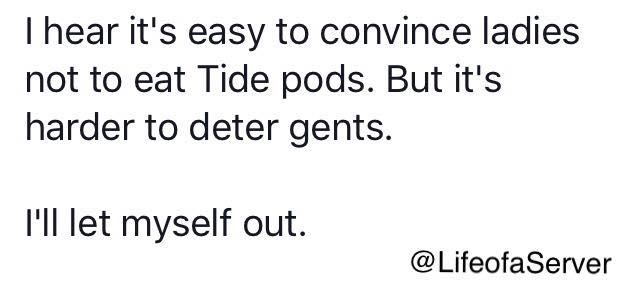 I hear it's easy to convince ladies
not to eat Tide pods. But it's
harder to deter gents.
I'll let myself out.
@LifeofaServer